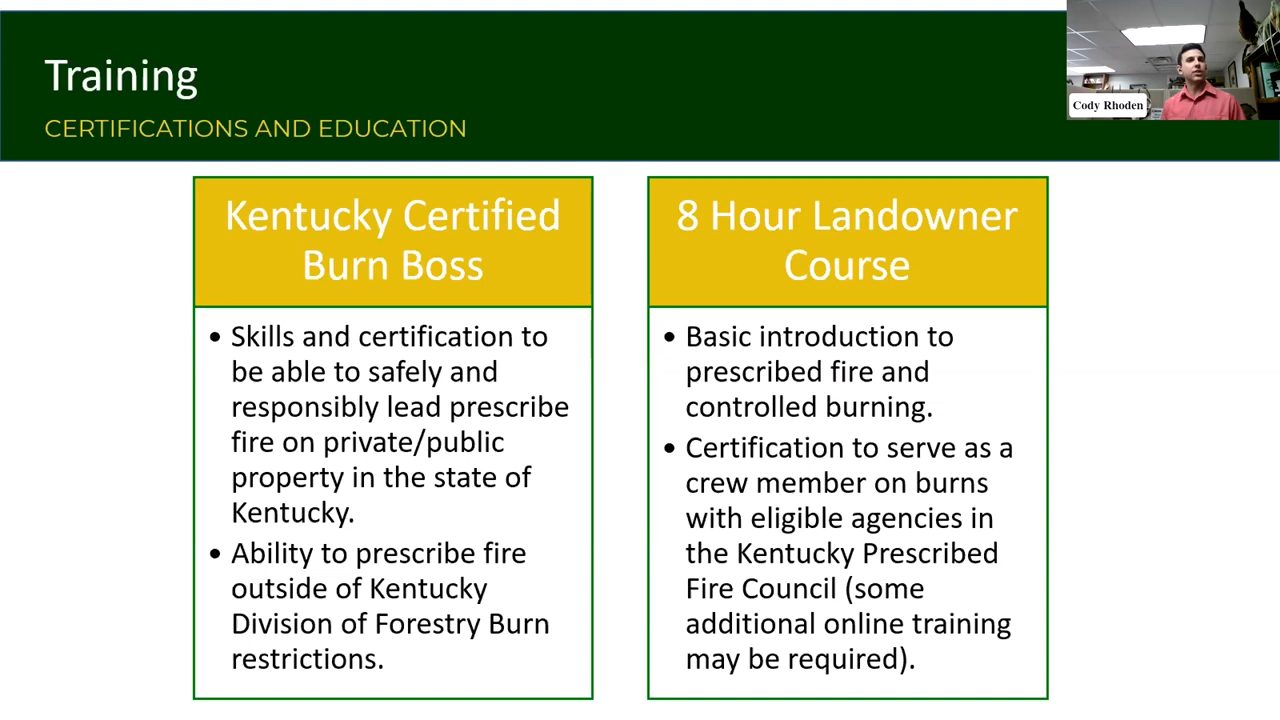 Training
CERTIFICATIONS AND EDUCATION
Cody Rhoden
Kentucky Certified
Burn Boss
• Skills and certification to
be able to safely and
responsibly lead prescribe
fire on private/public
property in the state of
Kentucky.
• Ability to prescribe fire
outside of Kentucky
Division of Forestry Burn
restrictions.
8 Hour Landowner
Course
• Basic introduction to
prescribed fire and
controlled burning.
• Certification to serve as a
crew member on burns
with eligible agencies in
the Kentucky Prescribed
Fire Council (some
additional online training
may be required).